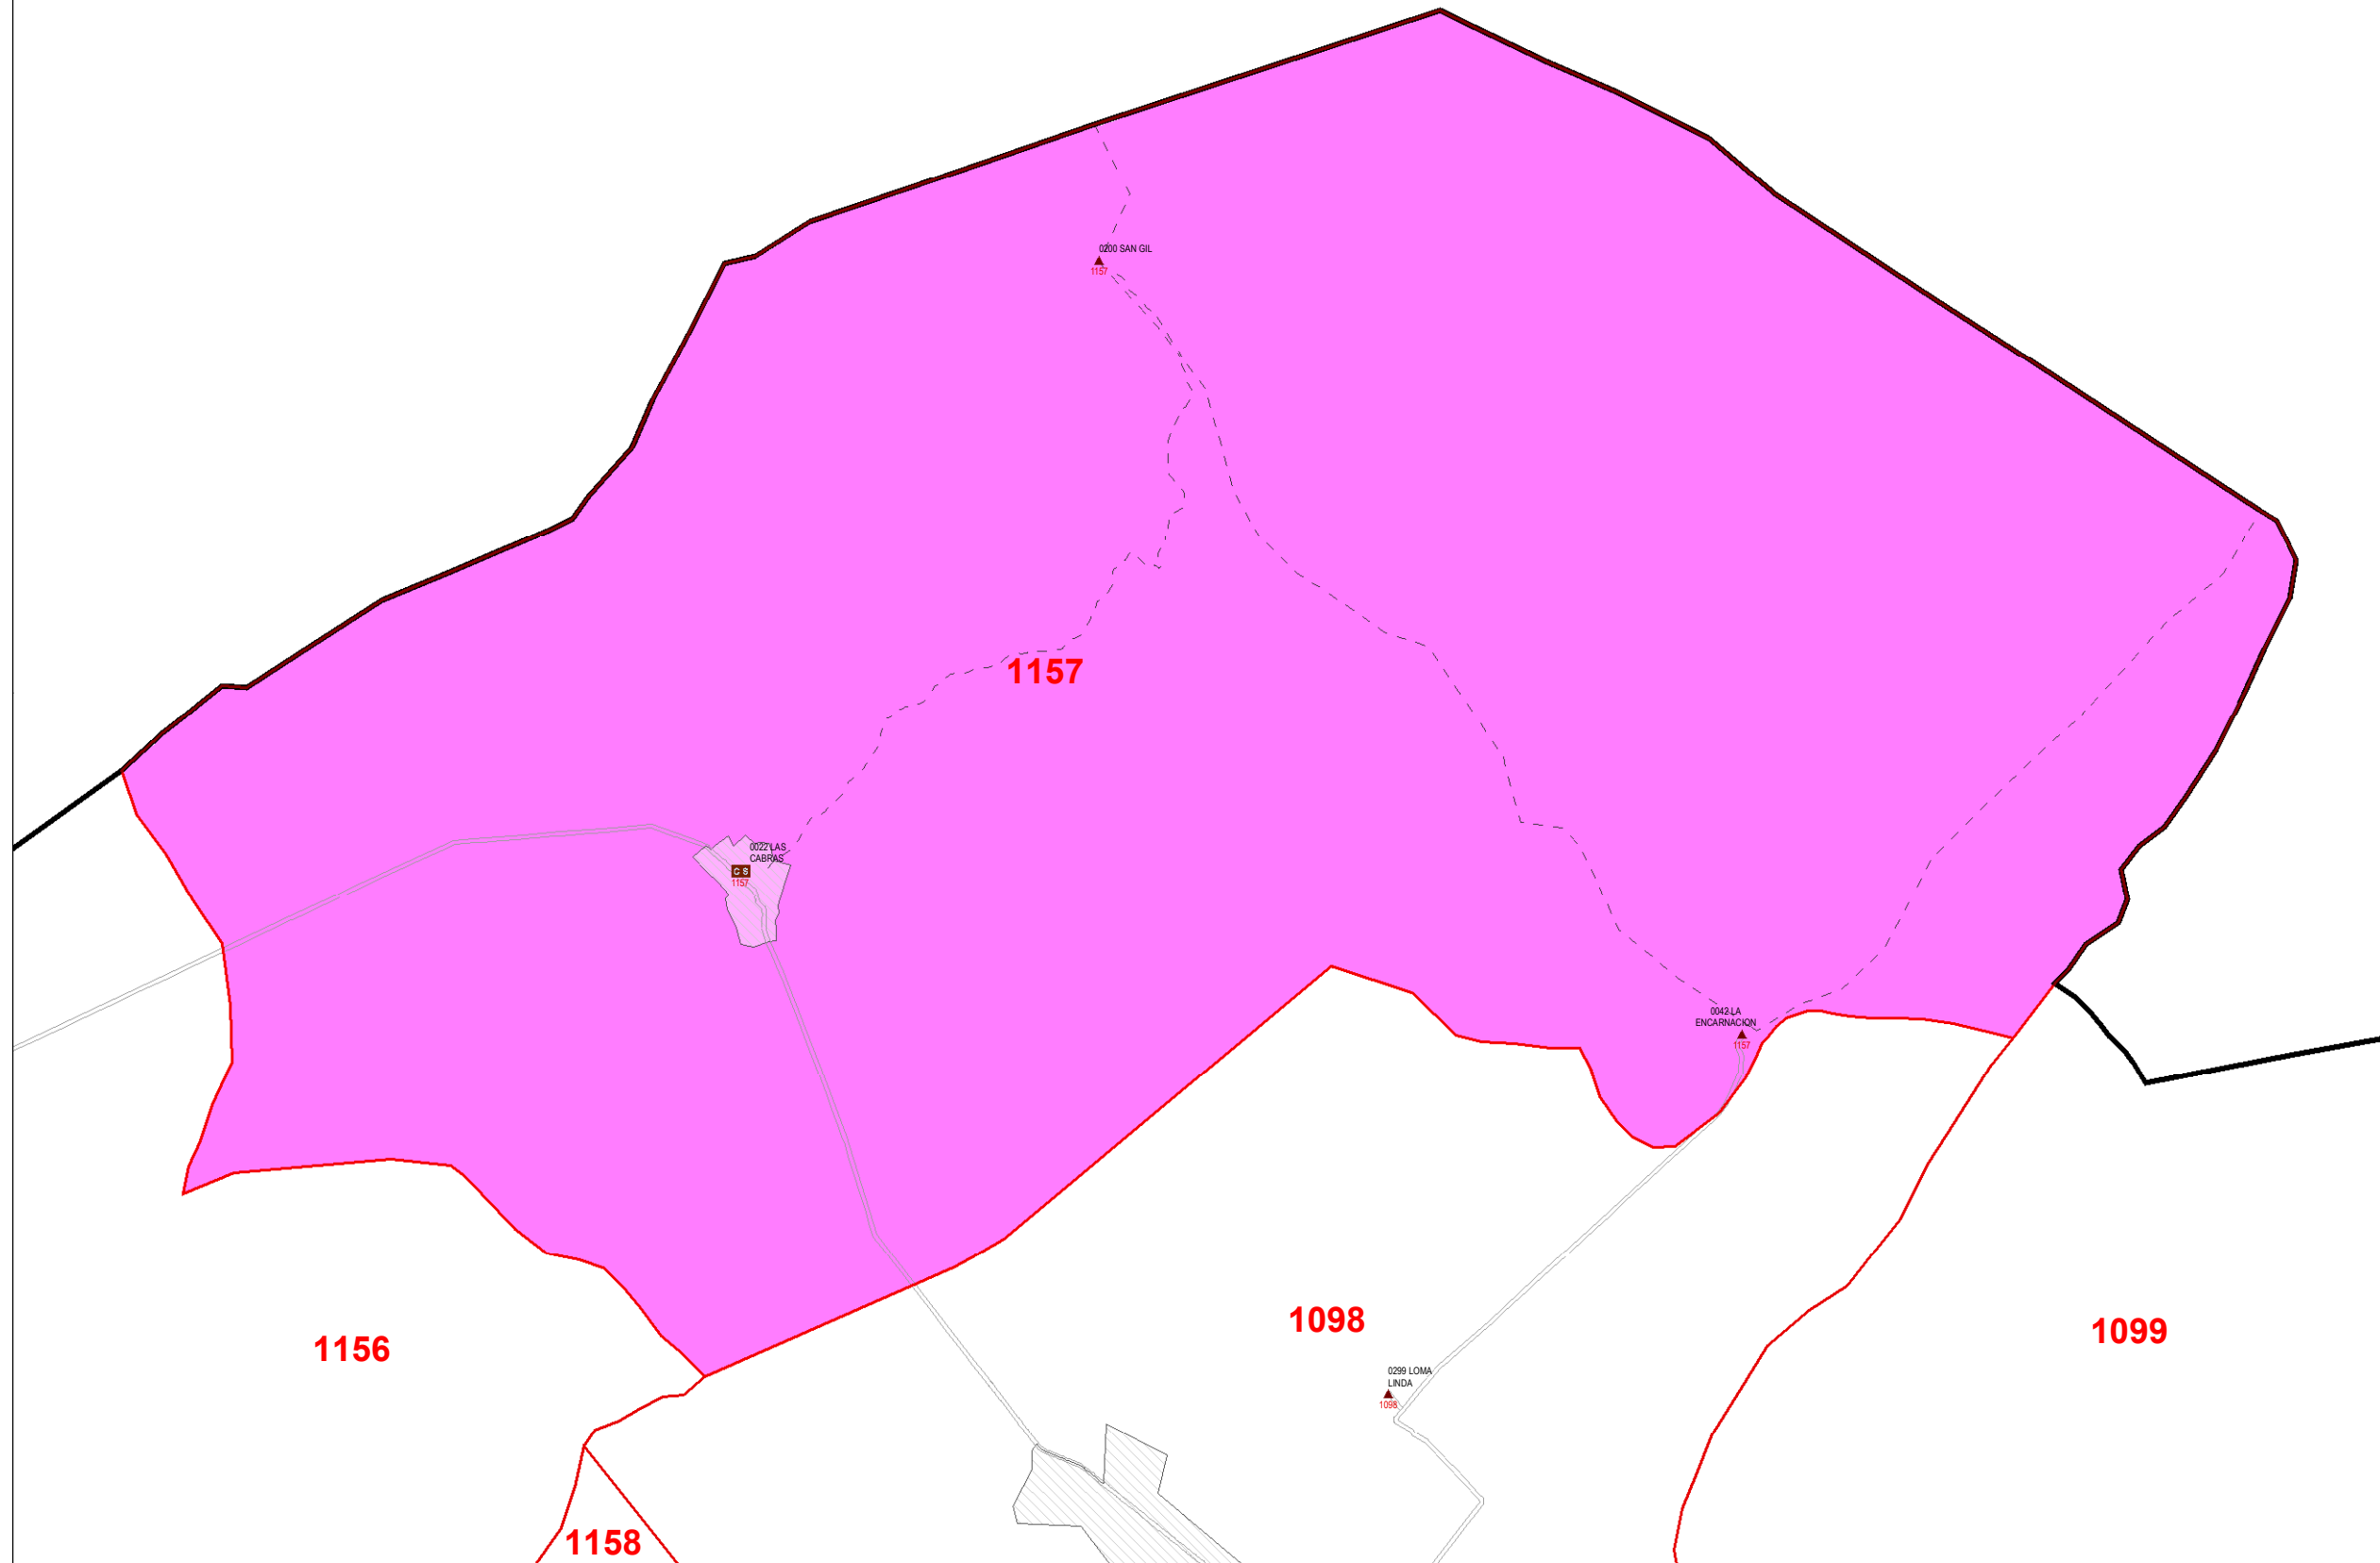 0200 SAN GIL
1157
1157
0022 LAS
CABRAS
C S
1157
0042 LA
ENCARNACION
1157
1098
1156
1099
0299 LOMA
LINDA
1098
1158